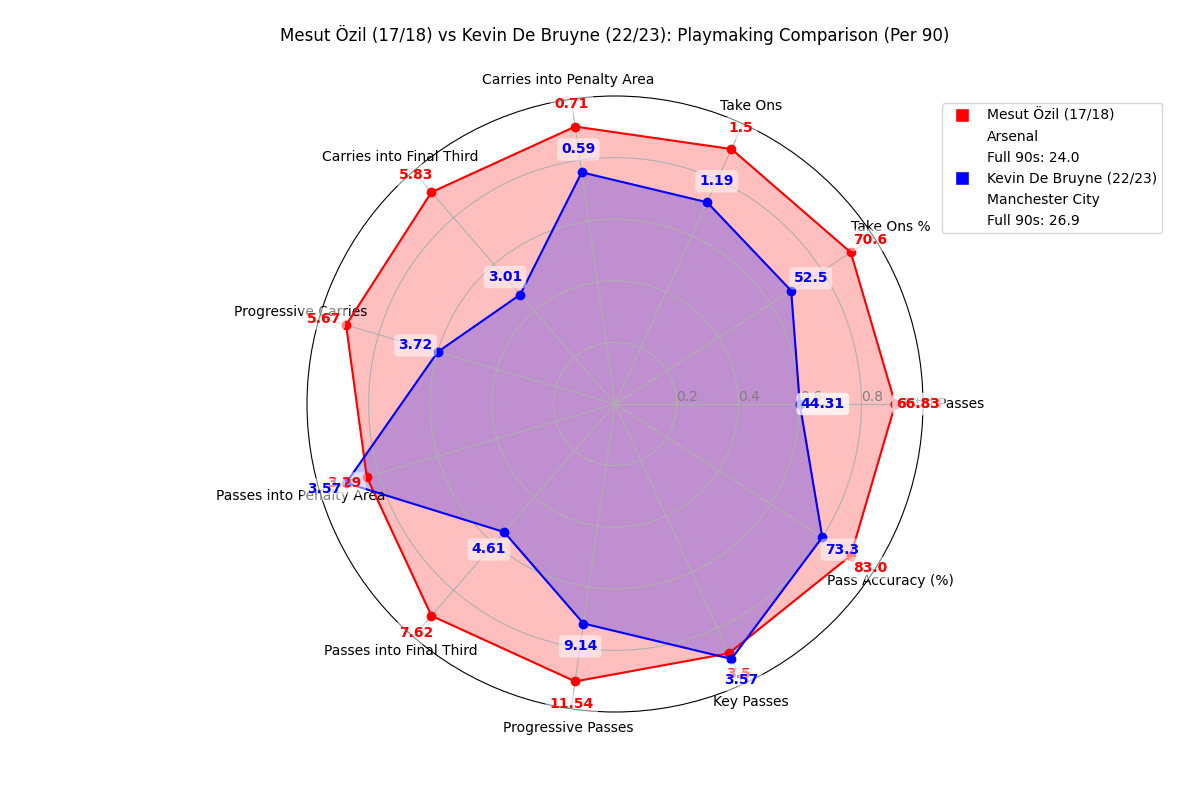 Mesut Özil (17/18) vs Kevin De Bruyne (22/23): Playmaking Comparison (Per 90)
Carries into Penalty Area
0.71
0.59
Take Ons
1.5
1.19
Mesut Özil (17/18)
Arsenal
Full 90s: 24.0
Kevin De Bruyne (22/23)
Manchester City
Full 90s: 26.9
Carries into Final Third
5.83
3.01
Take Ons %
70.6
52.5
Progressive Carries
5.67
3.72
0.2
0.4
0.6
0.8
44.31
66.83
Passes
Passes into Penalty Area
3.57
3.29
4.61
Passes into Final Third
7.62
73.3
83.0
Pass Accuracy (%)
9.14
11.54
Progressive Passes
3.5
3.57
Key Passes